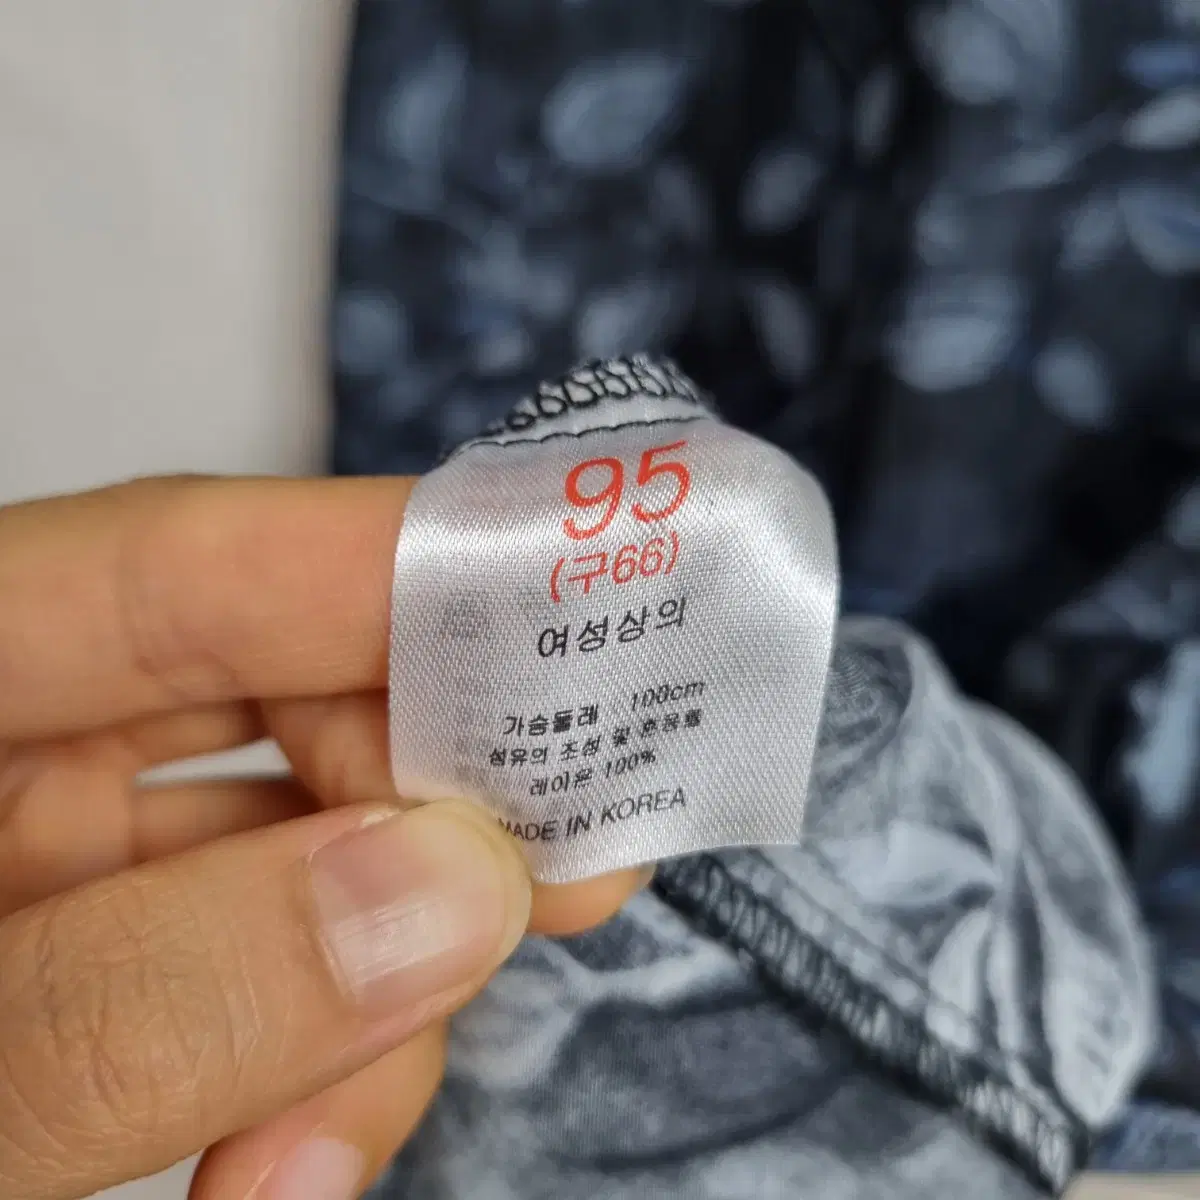 95
(구66)
여성상의
가슴둘레 : 100cm
섬유의 조성 및 혼용률
레이온 100%
MADE IN KOREA